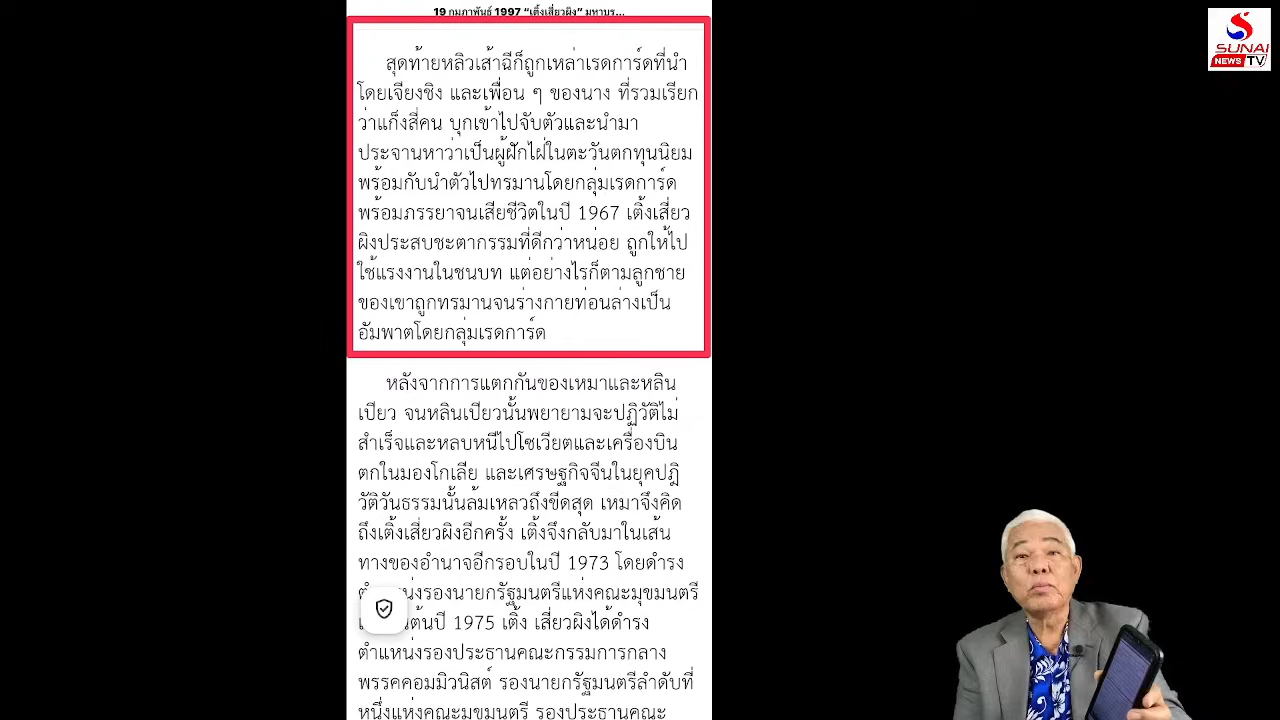 19 กุมภาพันธ์ 1997 “เติ้งเสี่ยวผิง” มหาบุร...
SUNAI
NEWS TV
สุดท้ายหลิวเส้าฉีก็ถูกเหล่าเรดการ์ดที่นำ
โดยเจียงชิง และเพื่อน ๆ ของนาง ที่รวมเรียก
ว่าแก็งสี่คน บุกเข้าไปจับตัวและนำมา
ประจานหาว่าเป็นผู้ฝักไฝ่ในตะวันตกทุนนิยม
พร้อมกับนำตัวไปทรมานโดยกลุ่มเรดการ์ด
พร้อมภรรยาจนเสียชีวิตในปี 1967 เติ้งเสี่ยว
ผิงประสบชะตากรรมที่ดีกว่าหน่อย ถูกให้ไป
ใช้แรงงานในชนบท แต่อย่างไรก็ตามลูกชาย
ของเขาถูกทรมานจนร่างกายท่อนล่างเป็น
อัมพาตโดยกลุ่มเรดการ์ด
หลังจากการแตกกันของเหมาและหลิน
เปียว จนหลินเปียวนั้นพยายามจะปฏิวัติไม่
สำเร็จและหลบหนีไปโซเวียตและเครื่องบิน
ตกในมองโกเลีย และเศรษฐกิจจีนในยุคปฎิ
วัติวันธรรมนั้นล้มเหลวถึงขีดสุด เหมาจึงคิด
ถึงเติ้งเสี่ยวผิงอีกครั้ง เติ้งจึงกลับมาในเส้น
ทางของอำนาจอีกรอบในปี 1973 โดยดำรง
น่งรองนายกรัฐมนตรีแห่งคณะมุขมนตรี
ต้นปี 1975 เติ้ง เสี่ยวผิงได้ดำรง
ตำแหน่งรองประธานคณะกรรมการกลาง
พรรคคอมมิวนิสต์ รองนายกรัฐมนตรีลำดับที่
หนึ่งแห่งคณะมุขมนตรี รองประธานคณะ